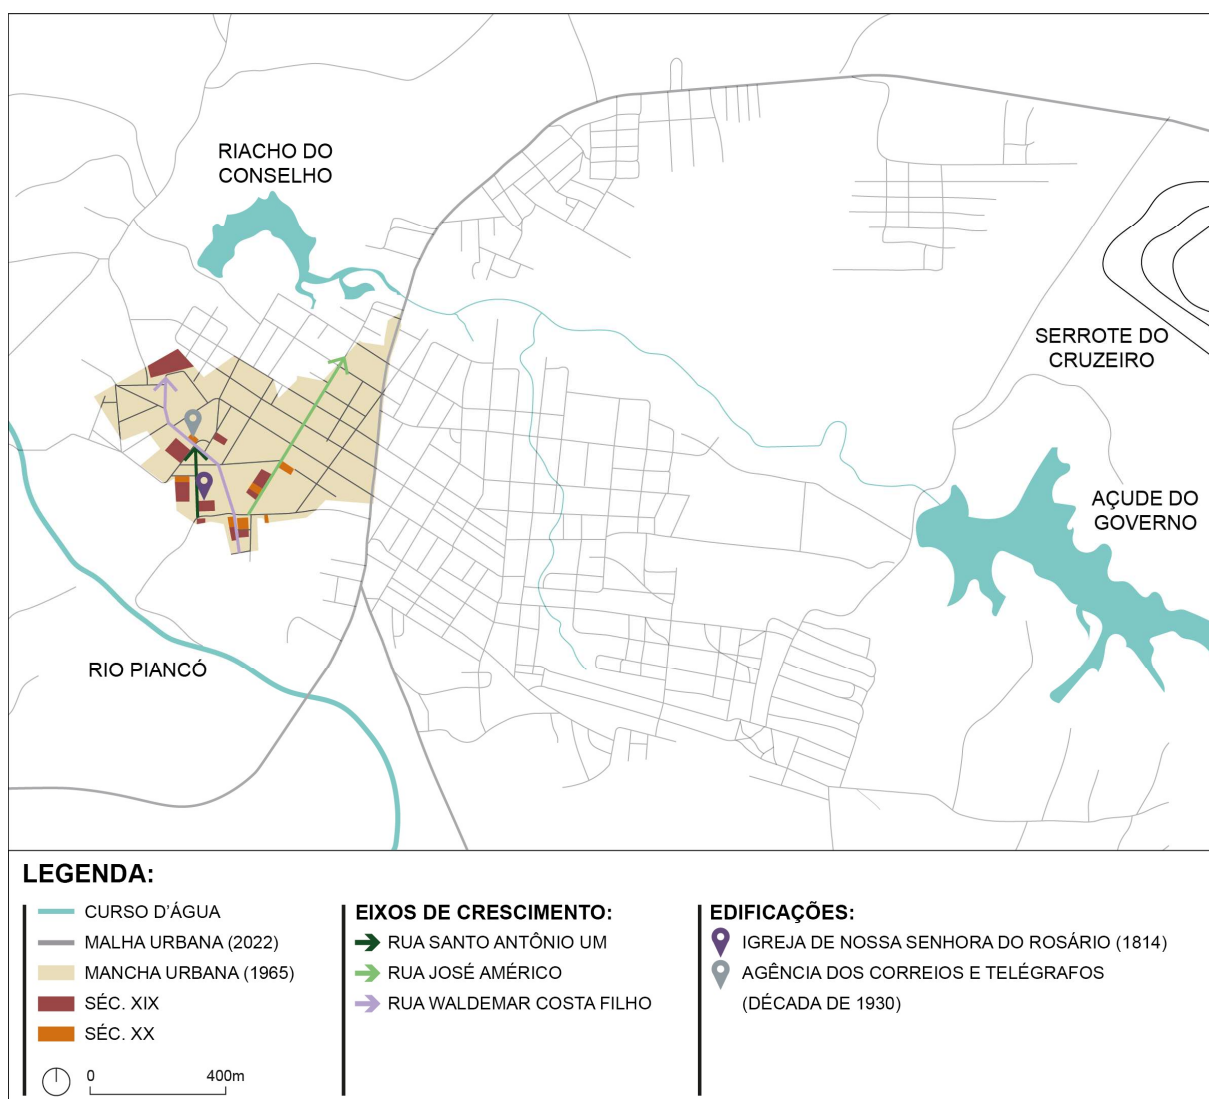 RIACHO DO
CONSELHO
SERROTE DO
CRUZEIRO
AÇUDE DO
GOVERNO
RIO PIANCÓ
LEGENDA:
CURSO D'ÁGUA
MALHA URBANA (2022)
MANCHA URBANA (1965)
SÉC. XIX
SÉC. XX
0 400m
EIXOS DE CRESCIMENTO:
RUA SANTO ANTÔNIO UM
RUA JOSÉ AMÉRICO
RUA WALDEMAR COSTA FILHO
EDIFICAÇÕES:
IGREJA DE NOSSA SENHORA DO ROSÁRIO (1814)
AGÊNCIA DOS CORREIOS E TELÉGRAFOS
(DÉCADA DE 1930)